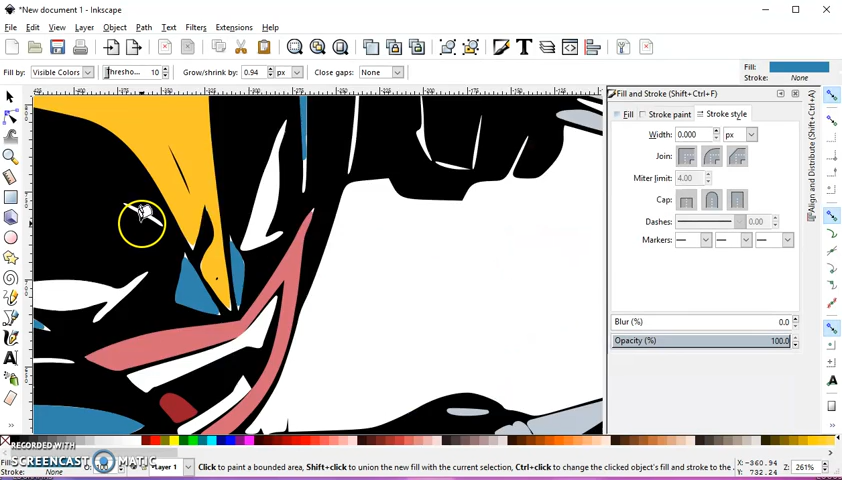 *New document 1 - Inkscape
File Edit View Layer Object Path Text Filters Extensions Help
Fill by: Visible Colors Thresho... 10 Grow/shrink by: 0.94 px Close gaps: None Fill: Stroke: None
Fill and Stroke (Shift+Ctrl+F)
Fill Stroke paint Stroke style
Width: 0.000 px
Join:
Miter limit: 4.00
Cap:
Dashes: 0.00
Markers:
Blur (%) 0.0
Opacity (%) 100.0
Align and Distribute (Shift+Ctrl+A)
RECORDED WITH
SCREENCAST MATIC
Stroke: None O: 100 Layer 1 Click to paint a bounded area, Shift+click to union the new fill with the current selection, Ctrl+click to change the clicked object's fill and stroke to the... X: -360.94 Y: 732.24 Z: 261%